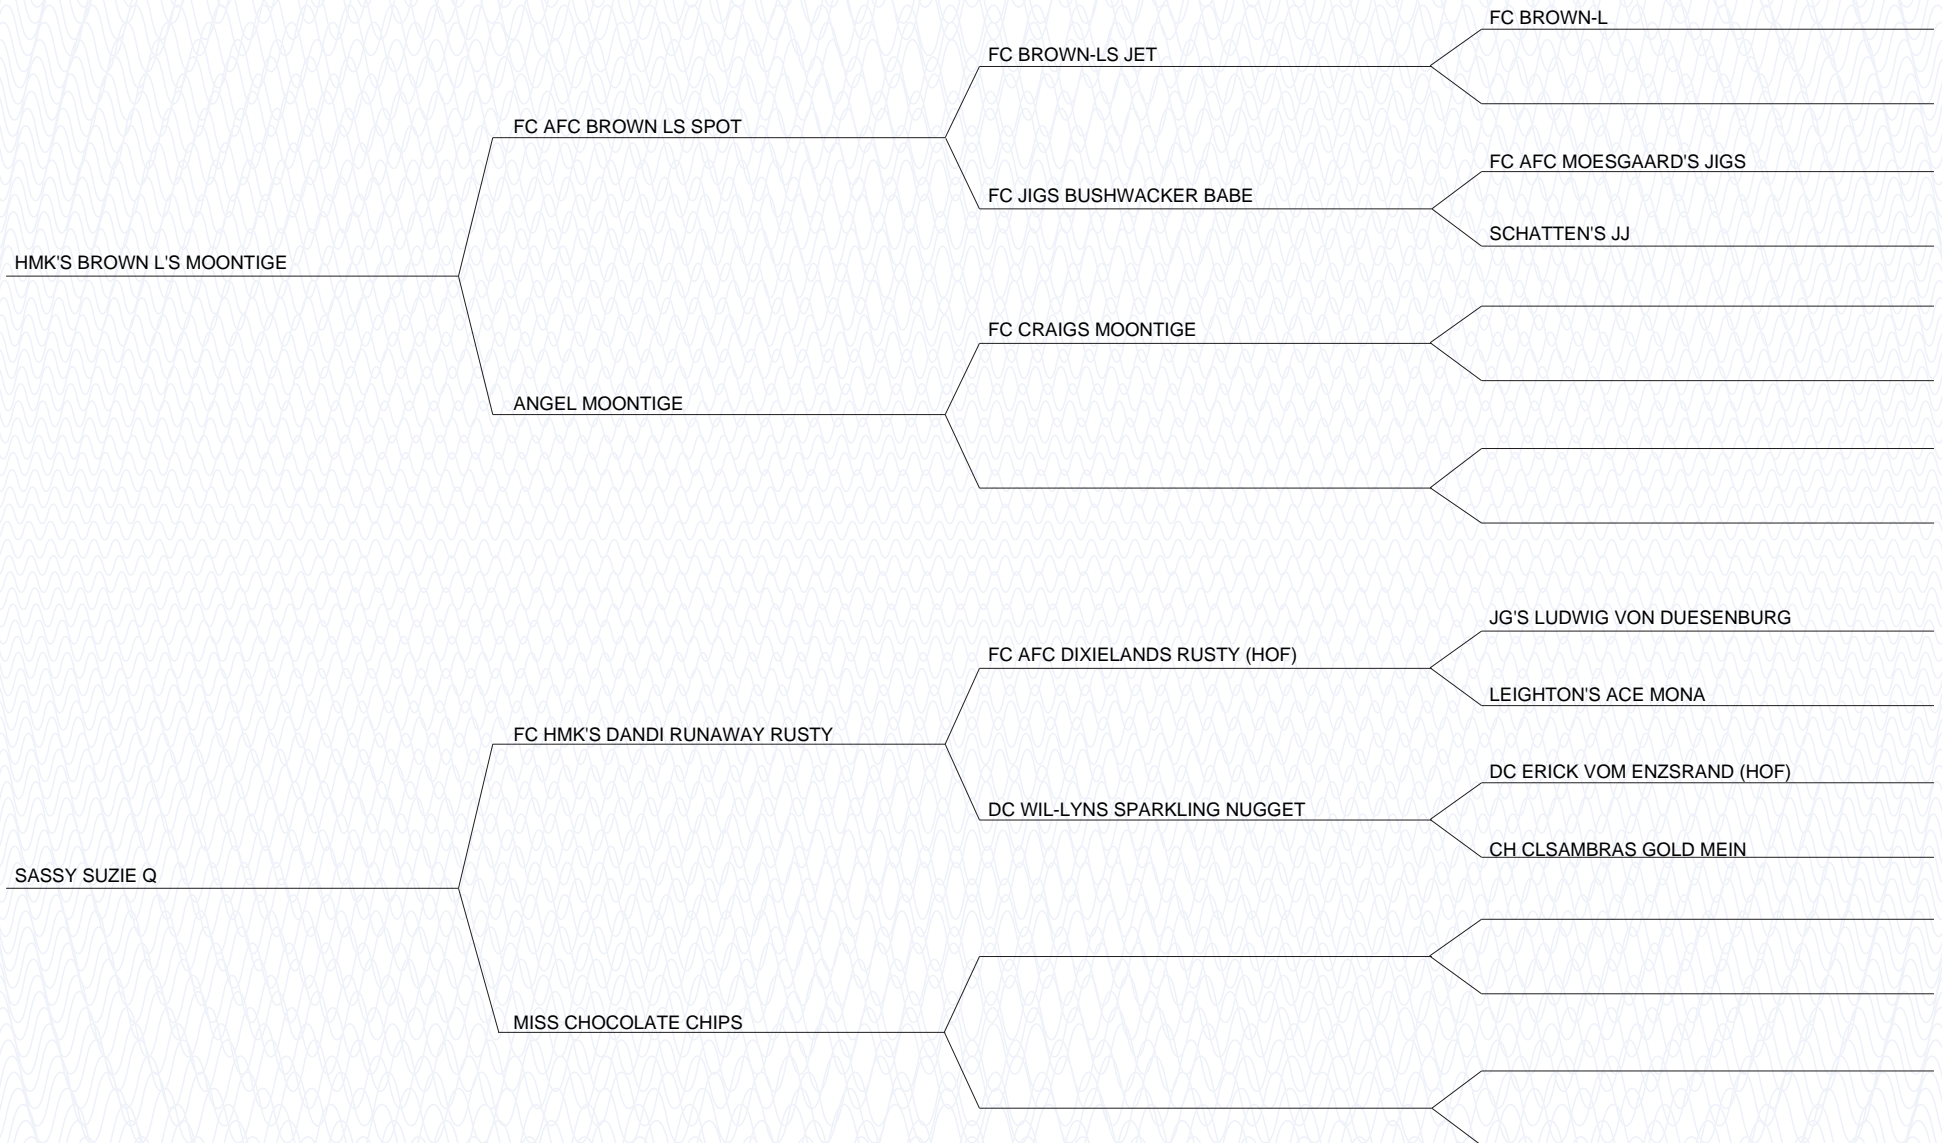 FC BROWN-L
FC BROWN-LS JET
FC AFC BROWN LS SPOT
FC AFC MOESGAARD'S JIGS
FC JIGS BUSHWACKER BABE
SCHATTEN'S JJ
HMK'S BROWN L'S MOONTIGE
FC CRAIGS MOONTIGE
ANGEL MOONTIGE
JG'S LUDWIG VON DUESENBURG
FC AFC DIXIELANDS RUSTY (HOF)
LEIGHTON'S ACE MONA
FC HMK'S DANDI RUNAWAY RUSTY
DC ERICK VOM ENZSRAND (HOF)
DC WIL-LYNS SPARKLING NUGGET
CH CLSAMBRAS GOLD MEIN
SASSY SUZIE Q
MISS CHOCOLATE CHIPS